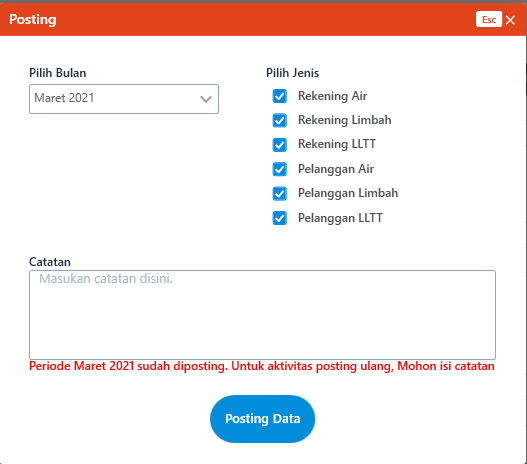 Posting
Esc
Pilih Bulan
Maret 2021
Pilih Jenis
Rekening Air
Rekening Limbah
Rekening LLTT
Pelanggan Air
Pelanggan Limbah
Pelanggan LLTT
Catatan
Masukan catatan disini.
Periode Maret 2021 sudah diposting. Untuk aktivitas posting ulang, Mohon isi catatan
Posting Data